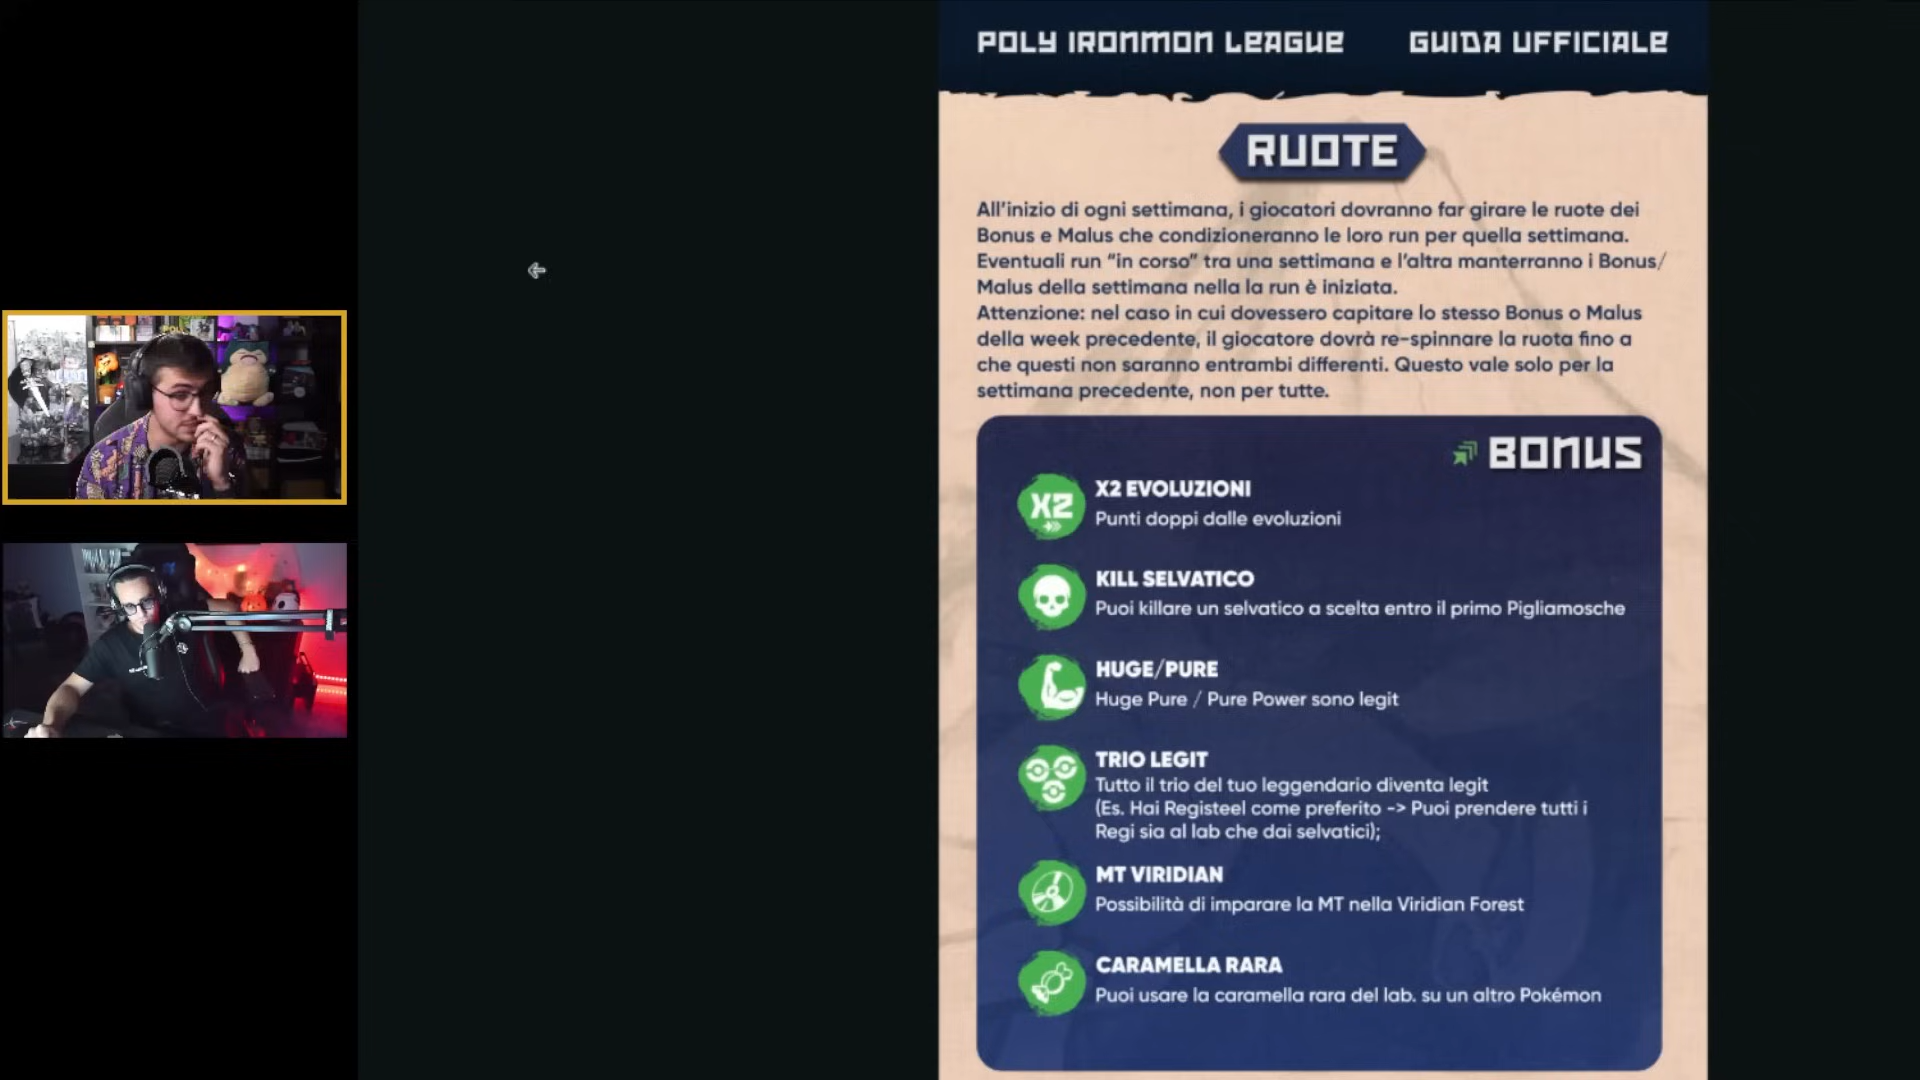 POLY IRONMON LEAGUE
GUIDA UFFICIALE
RUOTE
All'inizio di ogni settimana, i giocatori dovranno far girare le ruote dei
Bonus e Malus che condizioneranno le loro run per quella settimana.
Eventuali run "in corso" tra una settimana e l'altra manterranno i Bonus/
Malus della settimana nella la run è iniziata.
Attenzione: nel caso in cui dovessero capitare lo stesso Bonus o Malus
della week precedente, il giocatore dovrà re-spinnare la ruota fino a
che questi non saranno entrambi differenti. Questo vale solo per la
settimana precedente, non per tutte.
BONUS
X2
X2 EVOLUZIONI
Punti doppi dalle evoluzioni
KILL SELVATICO
Puoi killare un selvatico a scelta entro il primo Pigliamosche
HUGE/PURE
Huge Pure / Pure Power sono legit
TRIO LEGIT
Tutto il trio del tuo leggendario diventa legit
(Es. Hai Registeel come preferito -> Puoi prendere tutti i
Regi sia al lab che dai selvatici);
MT VIRIDIAN
Possibilità di imparare la MT nella Viridian Forest
CARAMELLA RARA
Puoi usare la caramella rara del lab. su un altro Pokémon